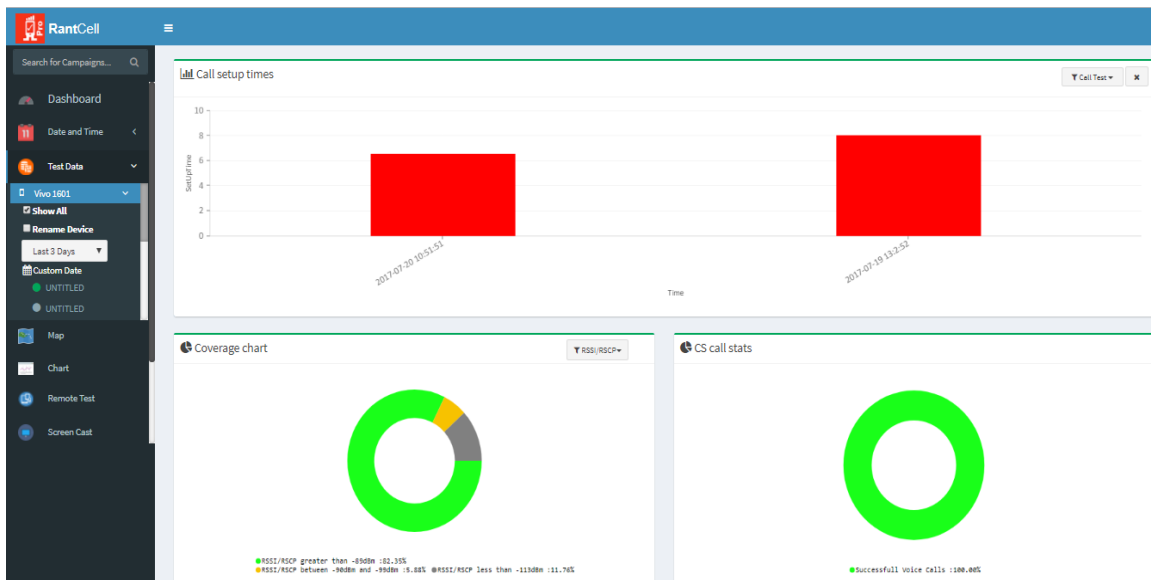 Pro RantCell
Search for Campaigns...
Dashboard
11 Date and Time
Test Data
Vivo 1601
Show All
Rename Device
Last 3 Days
Custom Date
UNTITLED
UNTITLED
Map
Chart
Remote Test
Screen Cast
Call setup times
Call Test
10
8
6
4
2
0
SetUpTime
2017-07-20 10:51:51
2017-07-19 13:2:52
Time
Coverage chart
RSSI/RSCP
RSSI/RSCP greater than -89dBm :82.35%
RSSI/RSCP between -90dBm and -99dBm :5.88% RSSI/RSCP less than -113dBm :11.76%
CS call stats
Successfull Voice Calls :100.00%